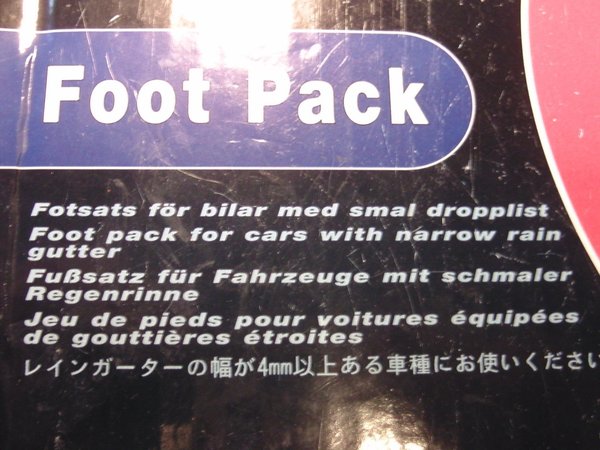 Foot Pack
Fotsats för bilar med smal dropplist
Foot pack for cars with narrow rain
gutter
Fußsatz für Fahrzeuge mit schmaler
Regenrinne
Jeu de pieds pour voitures équipées
de gouttières étroites
レインガーターの幅が4mm以上ある車種にお使いください